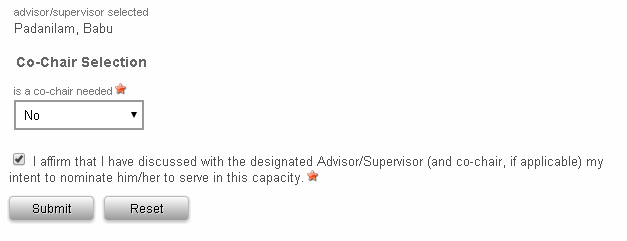 advisor/supervisor selected
Padanilam, Babu
Co-Chair Selection
is a co-chair needed
No
I affirm that I have discussed with the designated Advisor/Supervisor (and co-chair, if applicable) my
intent to nominate him/her to serve in this capacity.
Submit Reset